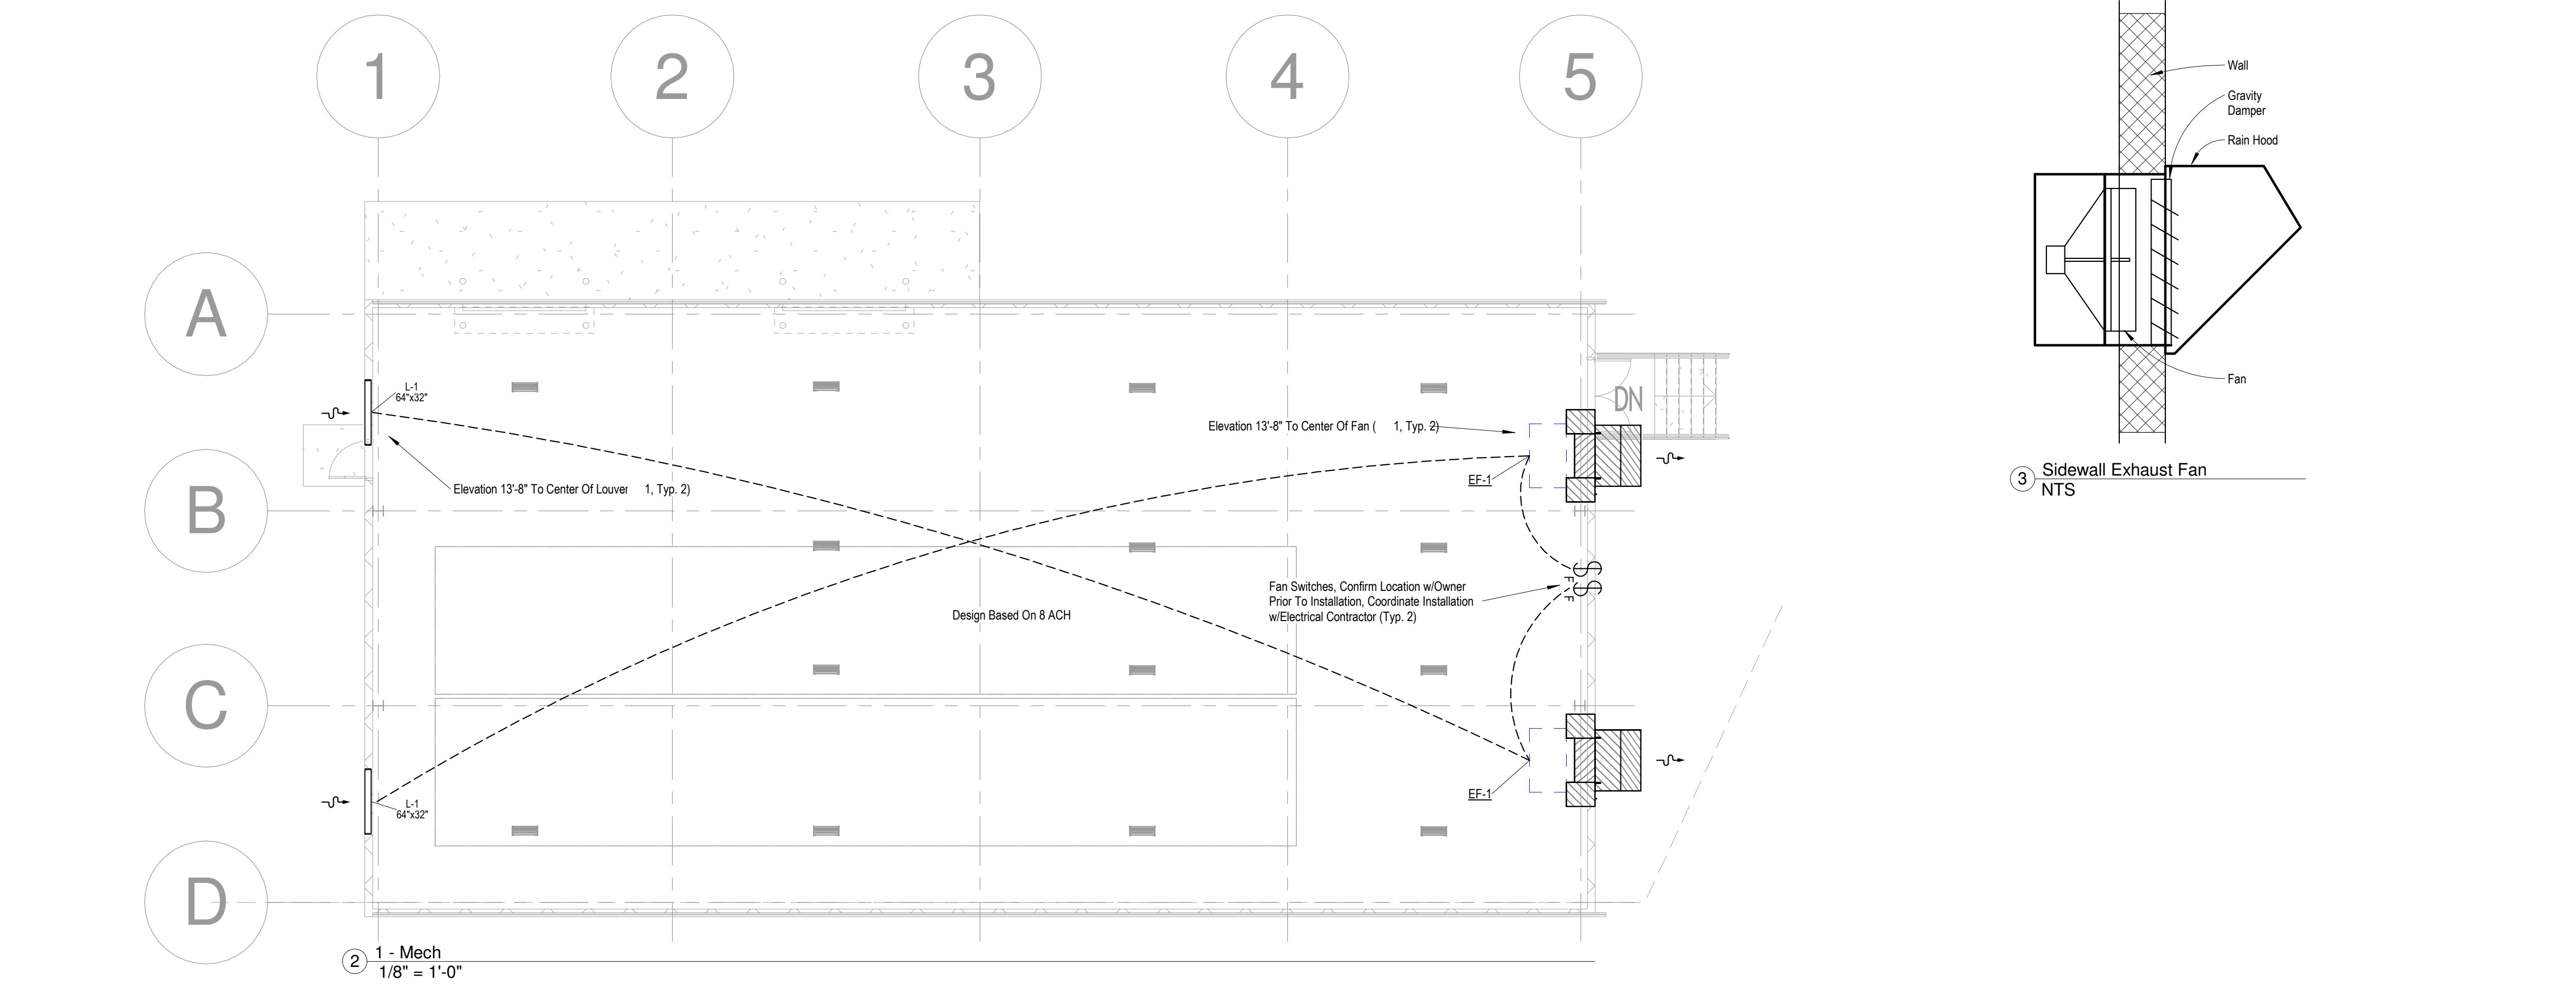 1
2
3
4
5
A
B
C
D
L-1
64"x32"
Elevation 13'-8" To Center Of Louver 1, Typ. 2)
Elevation 13'-8" To Center Of Fan ( 1, Typ. 2)
EF-1
DN
Fan Switches, Confirm Location w/Owner
Prior To Installation, Coordinate Installation
w/Electrical Contractor (Typ. 2)
F
F
Design Based On 8 ACH
EF-1
L-1
64"x32"
2
1 - Mech
1/8" = 1'-0"
Wall
Gravity
Damper
Rain Hood
Fan
3
Sidewall Exhaust Fan
NTS